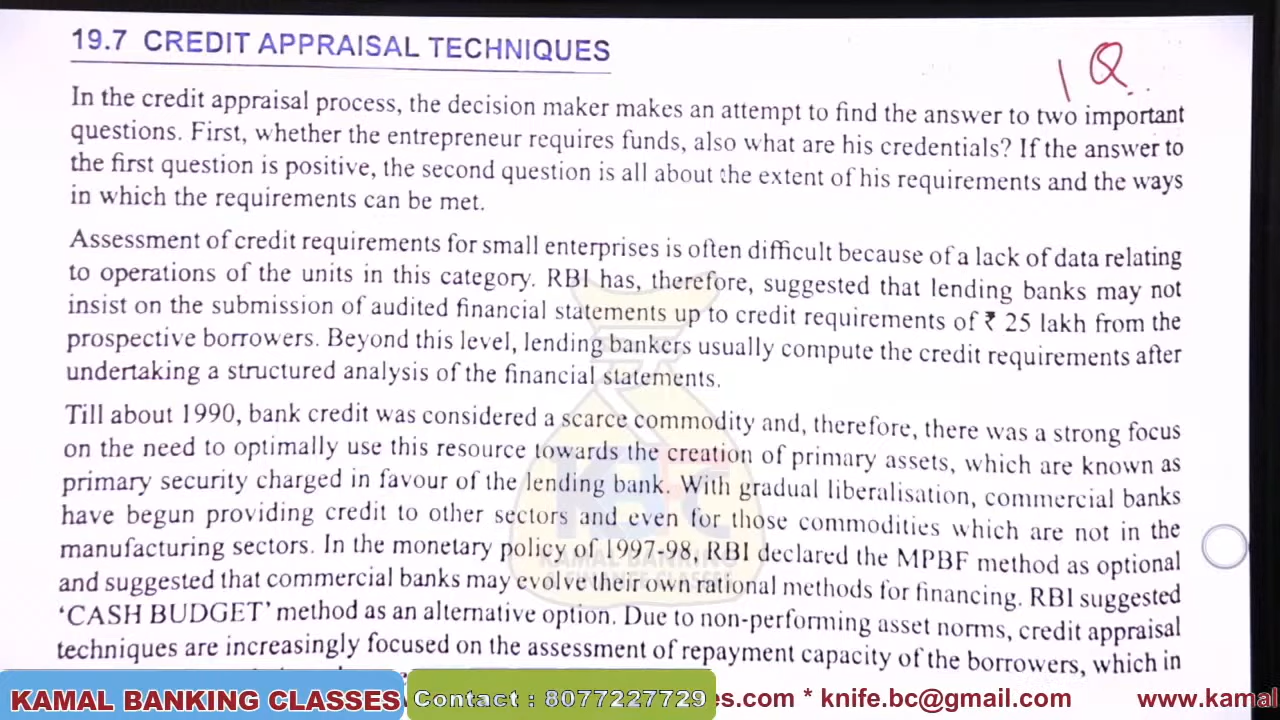 19.7 CREDIT APPRAISAL TECHNIQUES
1 Q
In the credit appraisal process, the decision maker makes an attempt to find the answer to two important
questions. First, whether the entrepreneur requires funds, also what are his credentials? If the answer to
the first question is positive, the second question is all about the extent of his requirements and the ways
in which the requirements can be met.
Assessment of credit requirements for small enterprises is often difficult because of a lack of data relating
to operations of the units in this category. RBI has, therefore, suggested that lending banks may not
insist on the submission of audited financial statements up to credit requirements of ₹ 25 lakh from the
prospective borrowers. Beyond this level, lending bankers usually compute the credit requirements after
undertaking a structured analysis of the financial statements.
Till about 1990, bank credit was considered a scarce commodity and, therefore, there was a strong focus
on the need to optimally use this resource towards the creation of primary assets, which are known as
primary security charged in favour of the lending bank. With gradual liberalisation, commercial banks
have begun providing credit to other sectors and even for those commodities which are not in the
manufacturing sectors. In the monetary policy of 1997-98, RBI declared the MPBF method as optional
and suggested that commercial banks may evolve their own rational methods for financing. RBI suggested
‘CASH BUDGET’ method as an alternative option. Due to non-performing asset norms, credit appraisal
techniques are increasingly focused on the assessment of repayment capacity of the borrowers, which in
KBC
KAMAL BANKING
FINANCE CLASSES
KAMAL BANKING CLASSES
Contact : 8077227729
es.com * knife.bc@gmail.com www.kamal